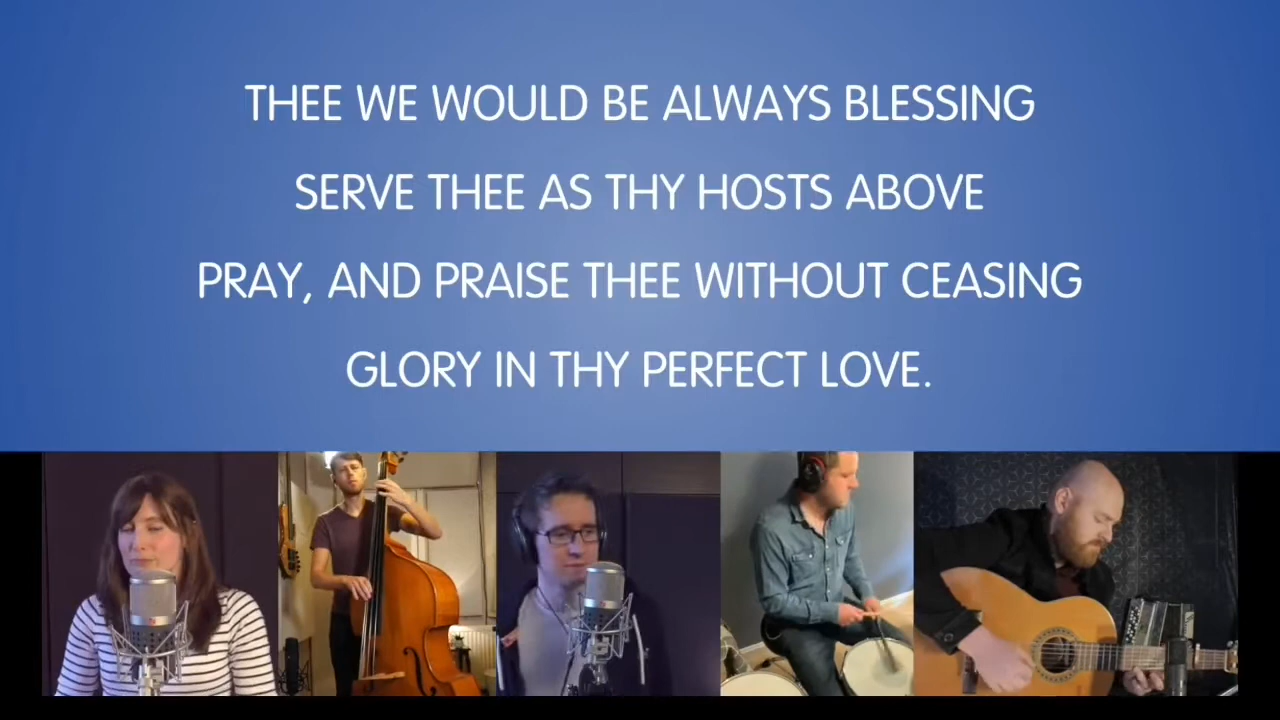 THEE WE WOULD BE ALWAYS BLESSING
SERVE THEE AS THY HOSTS ABOVE
PRAY, AND PRAISE THEE WITHOUT CEASING
GLORY IN THY PERFECT LOVE.